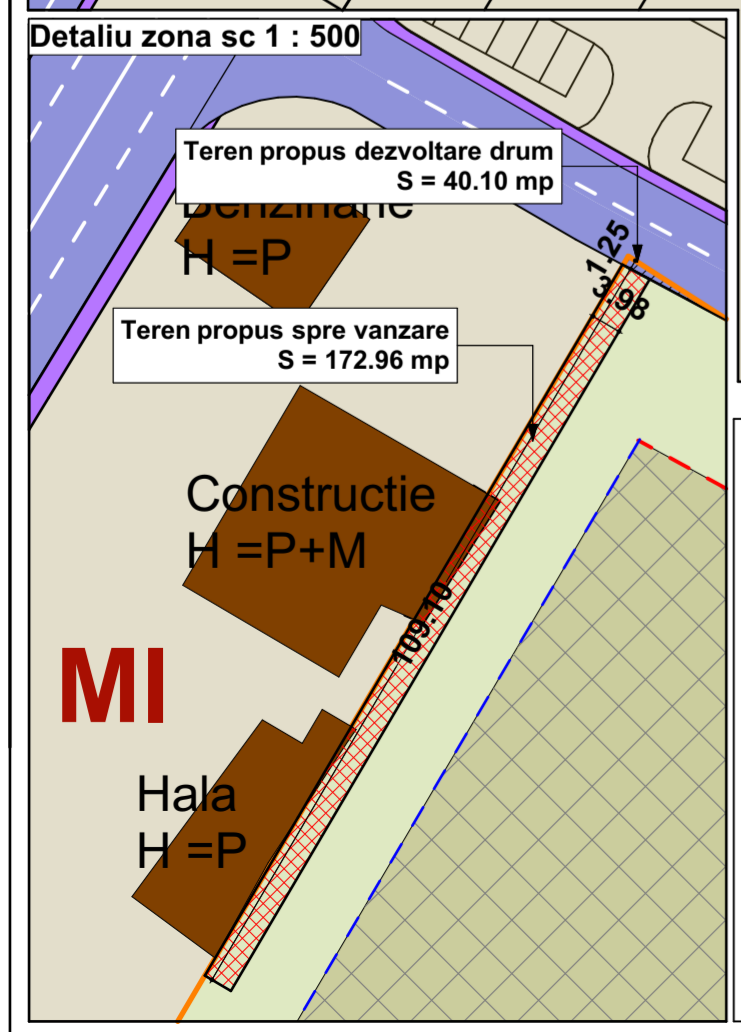 Detaliu zona sc 1 : 500
Teren propus dezvoltare drum
S = 40.10 mp
Benzinarie
H =P
1.25
3.98
Teren propus spre vanzare
S = 172.96 mp
Constructie
H =P+M
109.10
MI
Hala
H =P